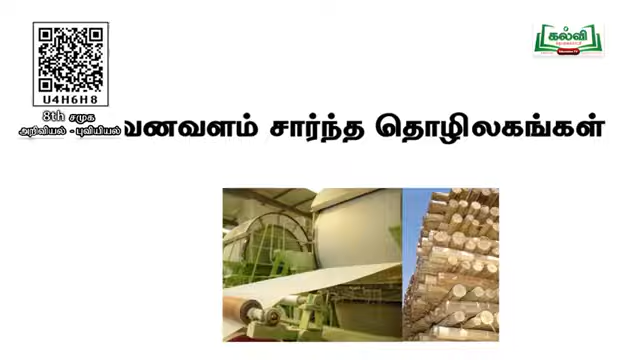 U4H6H8
8th சமூக
அறிவியல் - புவியியல்
வனவளம் சார்ந்த தொழிலகங்கள்
கல்வி